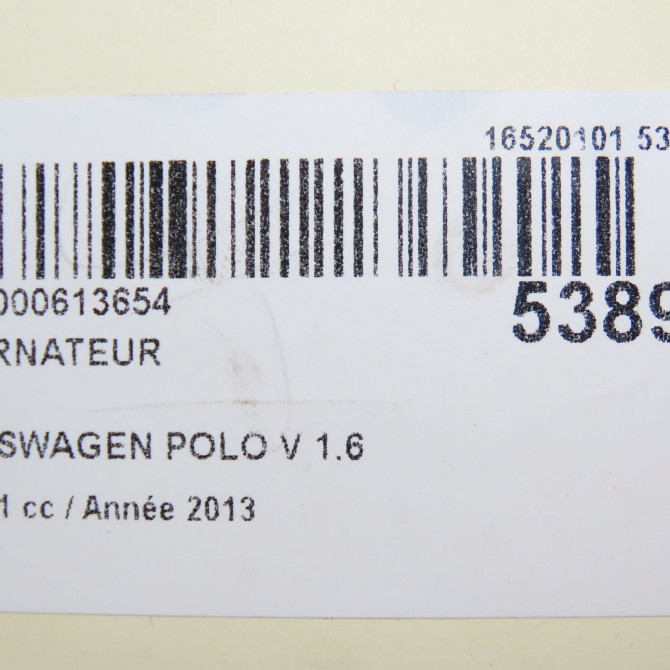 16520101 53
000613654
5389
RNATEUR
SWAGEN POLO V 1.6
1 cc / Année 2013